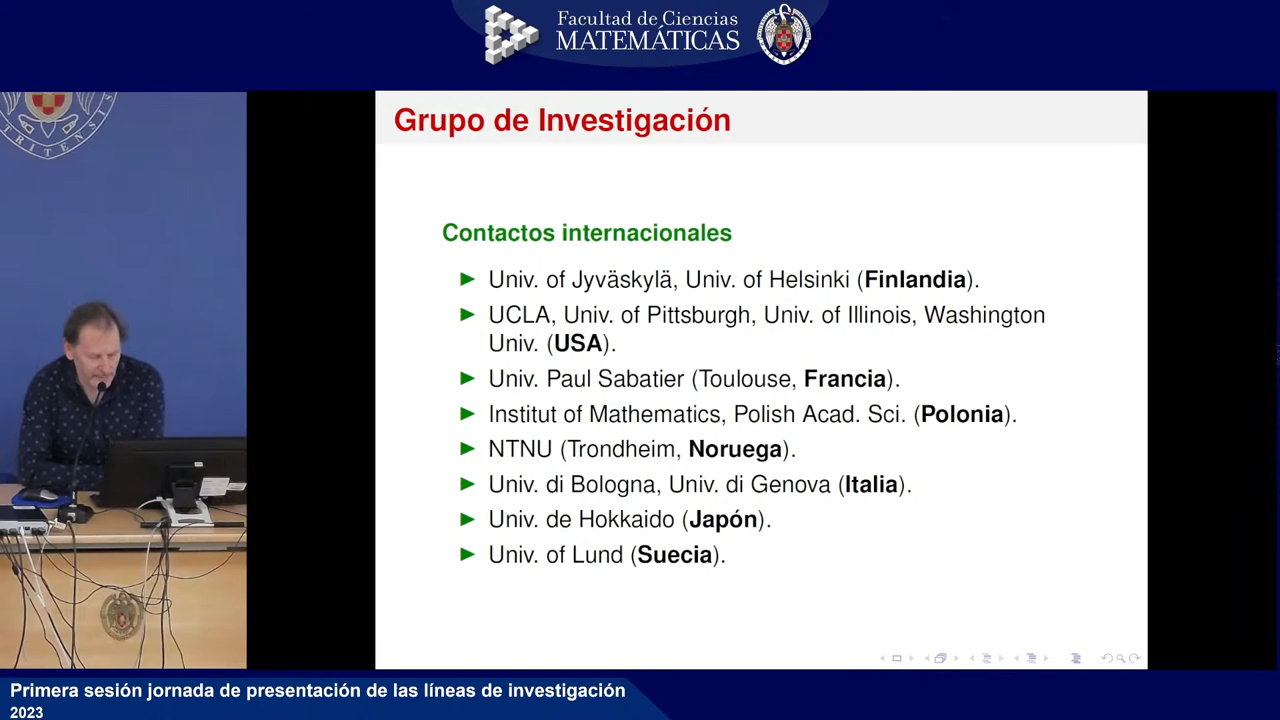 Facultad de Ciencias
MATEMÁTICAS
TRITENSIS
Grupo de Investigación
Contactos internacionales
Univ. of Jyväskylä, Univ. of Helsinki (Finlandia).
UCLA, Univ. of Pittsburgh, Univ. of Illinois, Washington
Univ. (USA).
Univ. Paul Sabatier (Toulouse, Francia).
Institut of Mathematics, Polish Acad. Sci. (Polonia).
NTNU (Trondheim, Noruega).
Univ. di Bologna, Univ. di Genova (Italia).
Univ. de Hokkaido (Japón).
Univ. of Lund (Suecia).
Primera sesión jornada de presentación de las líneas de investigación
2023